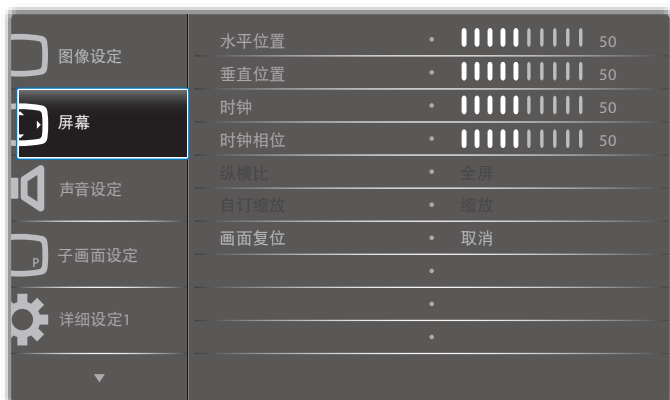 图像设定
屏幕
声音设定
P
子画面设定
详细设定1
水平位置 • 50
垂直位置 • 50
时钟 • 50
时钟相位 • 50
纵横比 • 全屏
自订缩放 • 缩放
画面复位 • 取消